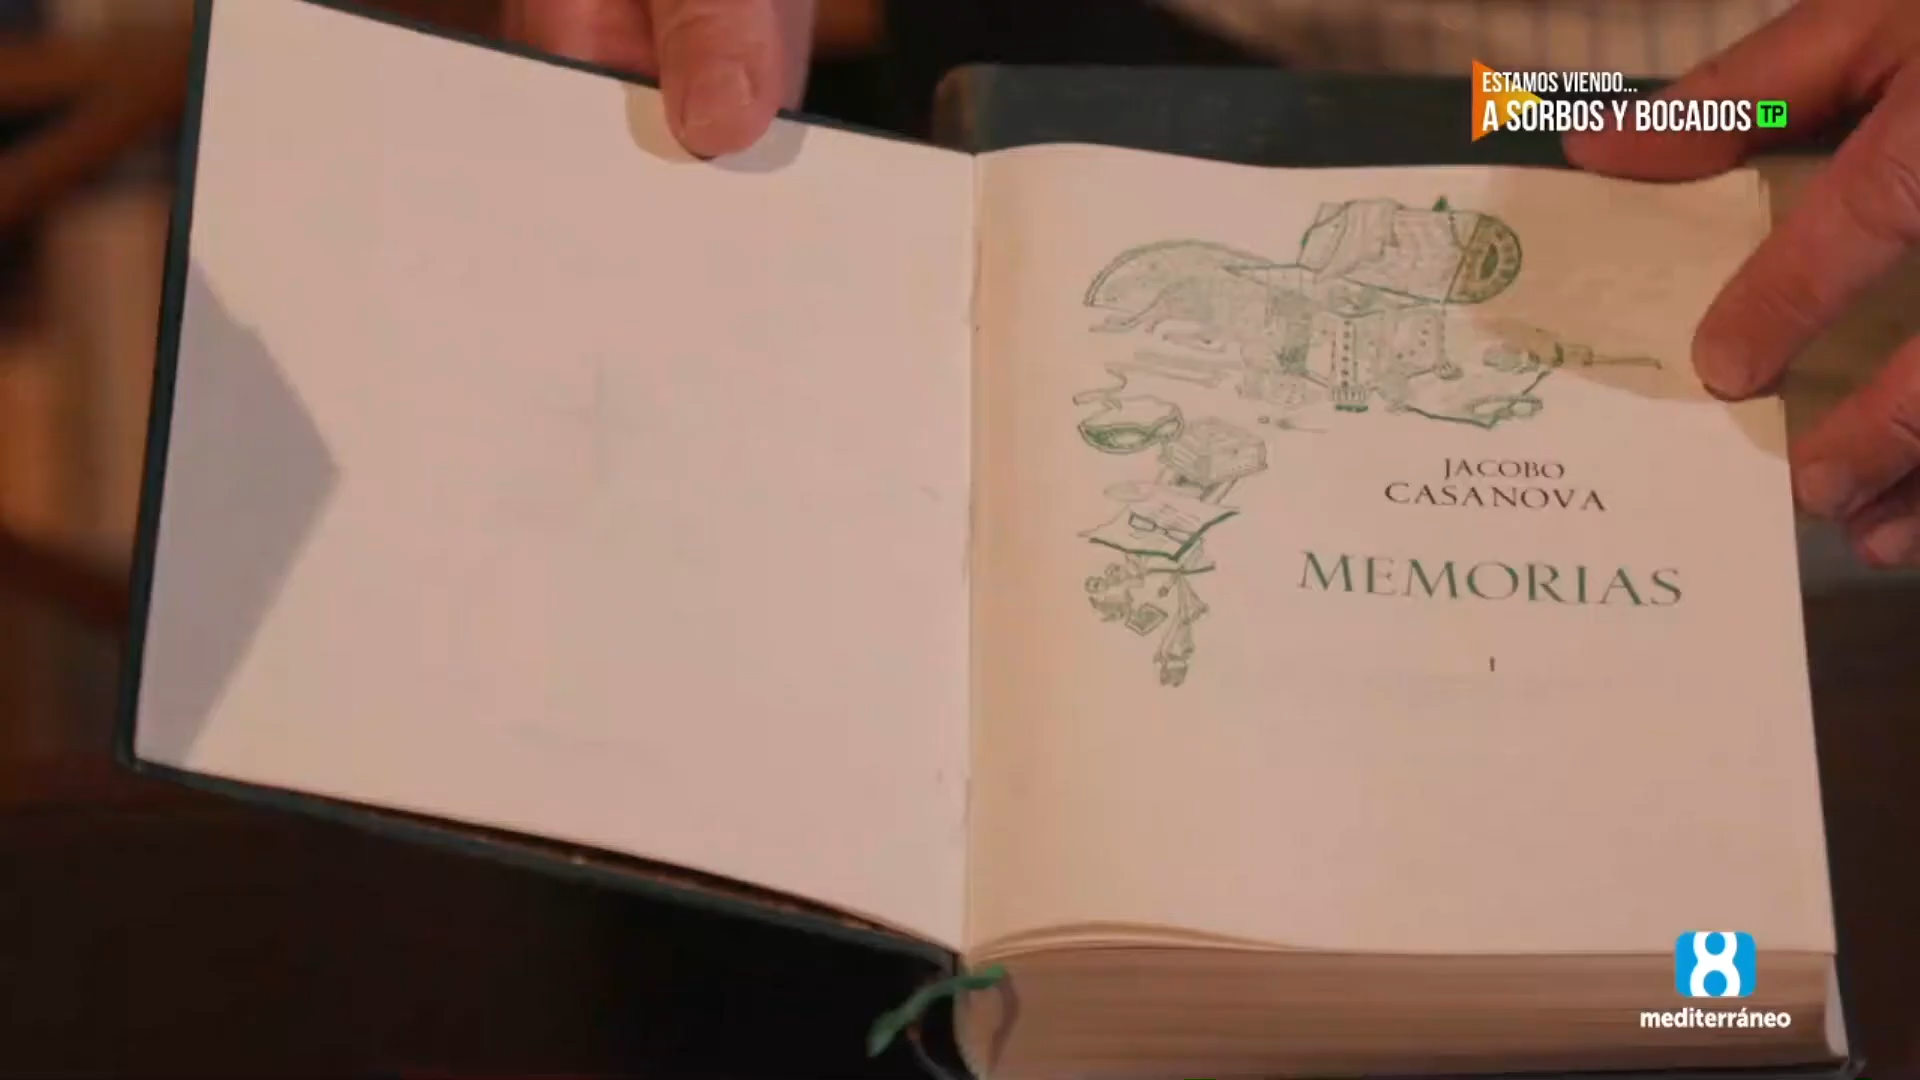 ESTAMOS VIENDO...
A SORBOS Y BOCADOS TP
JACOBO
CASANOVA
MEMORIAS
I
8
mediterráneo